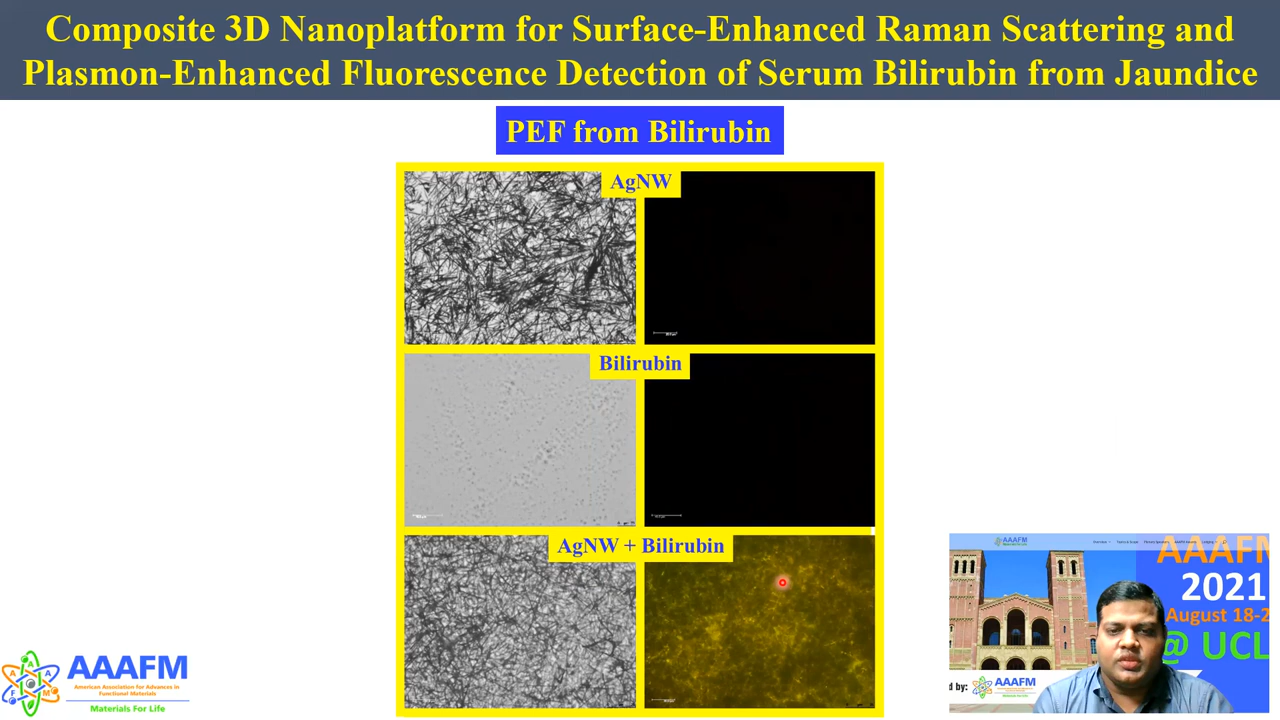 Composite 3D Nanoplatform for Surface-Enhanced Raman Scattering and
Plasmon-Enhanced Fluorescence Detection of Serum Bilirubin from Jaundice
PEF from Bilirubin
AgNW
Bilirubin
AgNW + Bilirubin
AAAFM
American Association for Advances in
Functional Materials
Materials For Life
AAAFM
AAAFM
2021
August 18-2
@ UCL
d by:
AAAFM